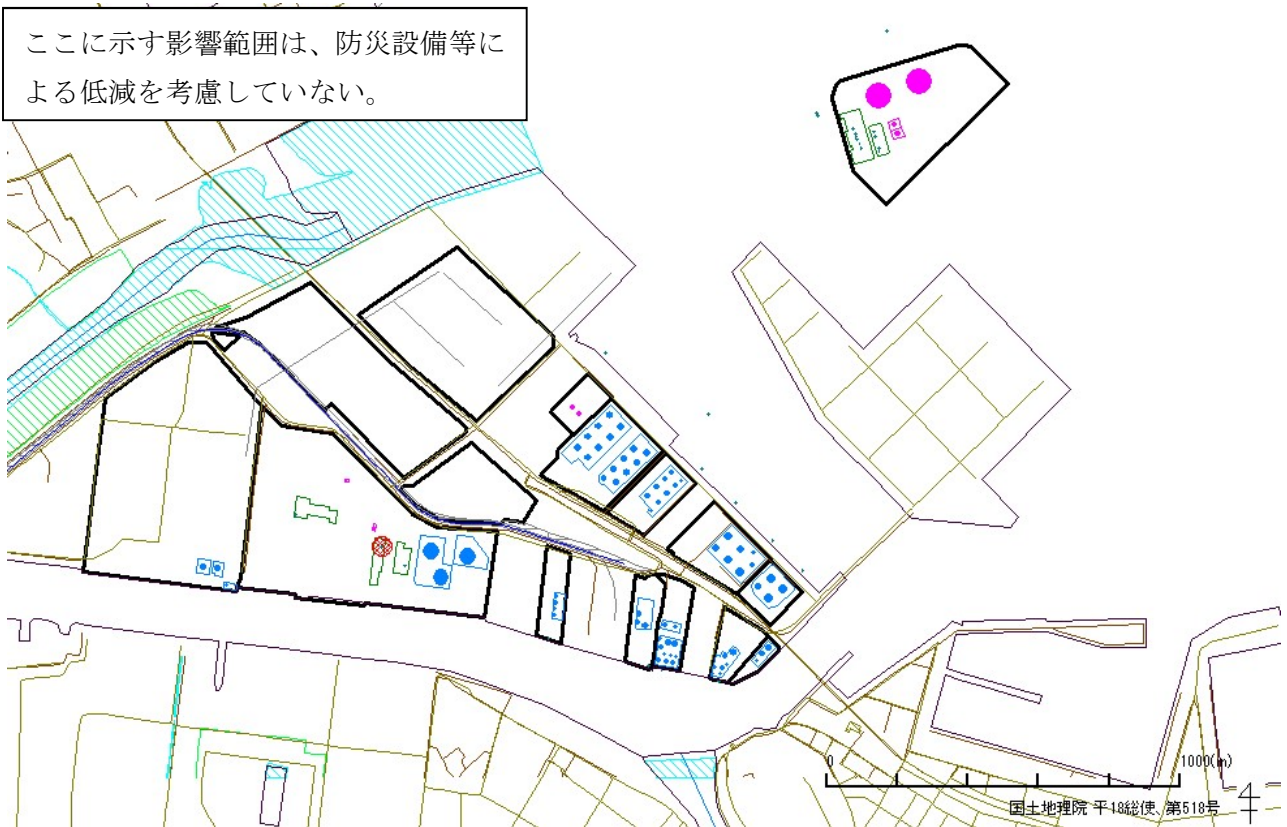 ここに示す影響範囲は、防災設備等に
よる低減を考慮していない。
0
1000(m)
国土地理院 平18総使、第518号